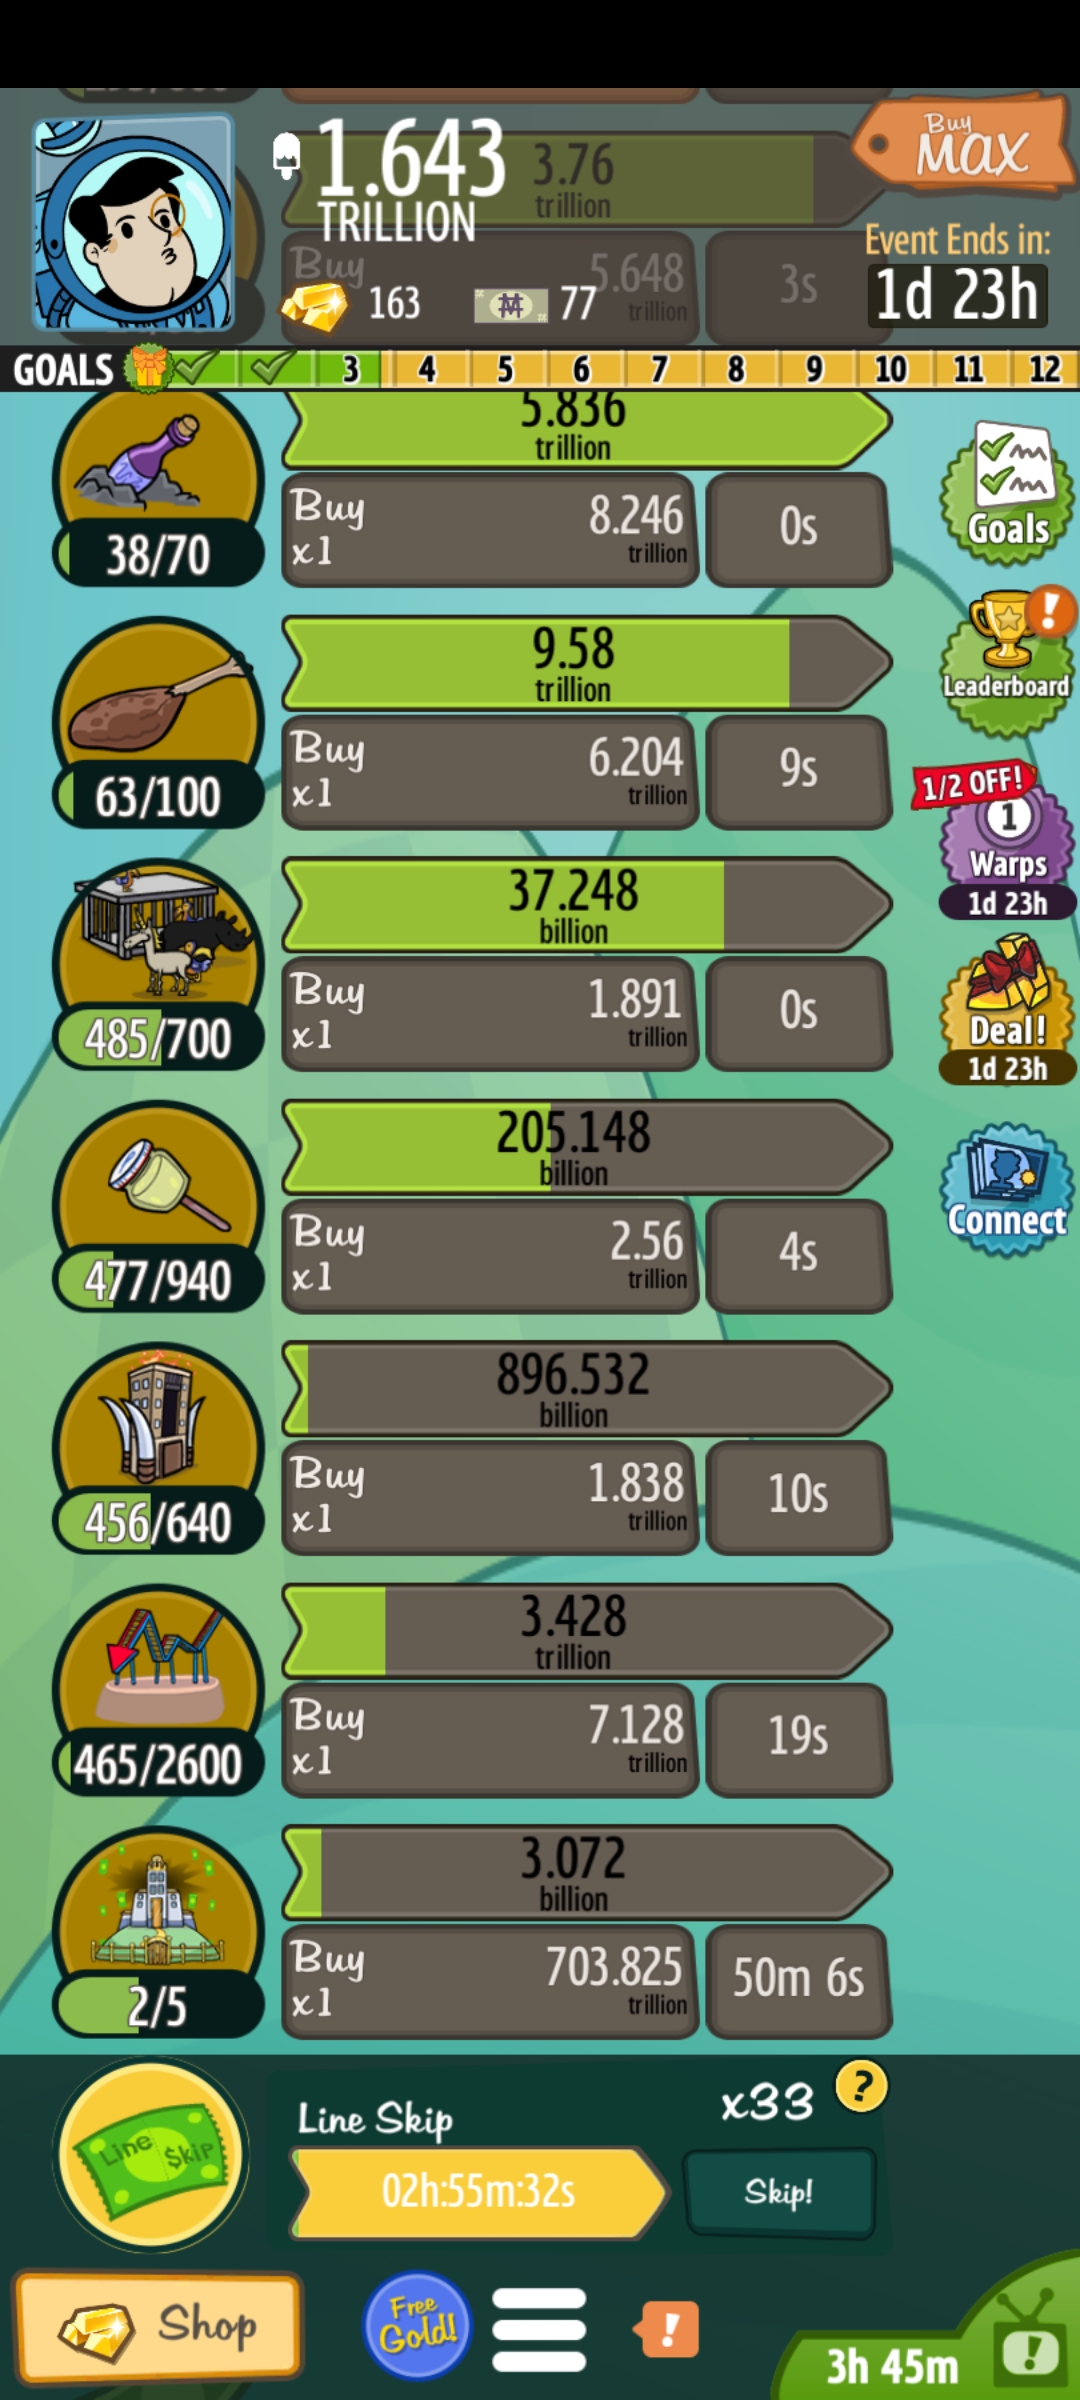 1.643
TRILLION
3.76
trillion
Buy
MAX
Buy
5.648
trillion
3s
163
77
Event Ends in:
1d 23h
GOALS
3 4 5 6 7 8 9 10 11 12
5.836
trillion
38/70
Buy
x1
8.246
trillion
0s
Goals
9.58
trillion
63/100
Buy
x1
6.204
trillion
9s
Leaderboard
1/2 OFF!
1
Warps
1d 23h
37.248
billion
485/700
Buy
x1
1.891
trillion
0s
Deal!
1d 23h
205.148
billion
477/940
Buy
x1
2.56
trillion
4s
Connect
896.532
billion
456/640
Buy
x1
1.838
trillion
10s
3.428
trillion
465/2600
Buy
x1
7.128
trillion
19s
3.072
billion
2/5
Buy
x1
703.825
trillion
50m 6s
Line $kip
Line Skip
x33
?
02h:55m:32s
Skip!
Shop
Free
Gold!
!
3h 45m
!